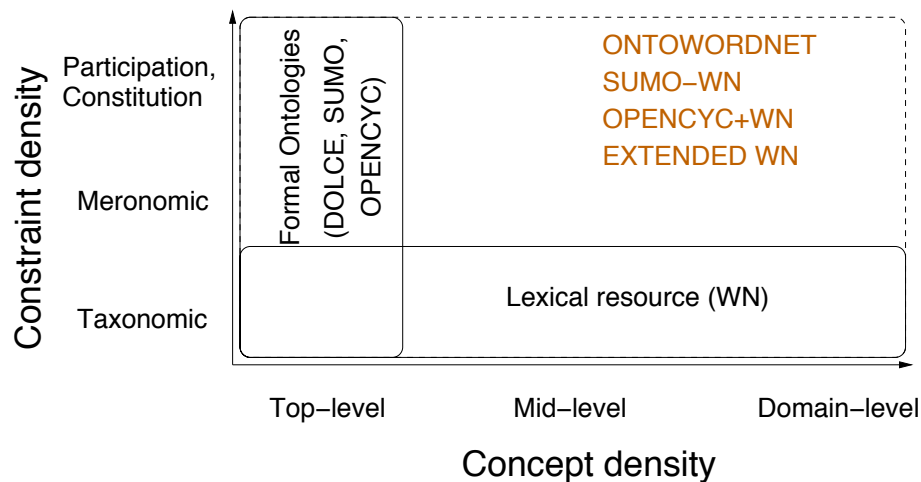 Constraint density
Participation,
Constitution
Meronomic
Taxonomic
Formal Ontologies
(DOLCE, SUMO,
OPENCYC)
ONTOWORDNET
SUMO−WN
OPENCYC+WN
EXTENDED WN
Lexical resource (WN)
Top−level
Mid−level
Domain−level
Concept density